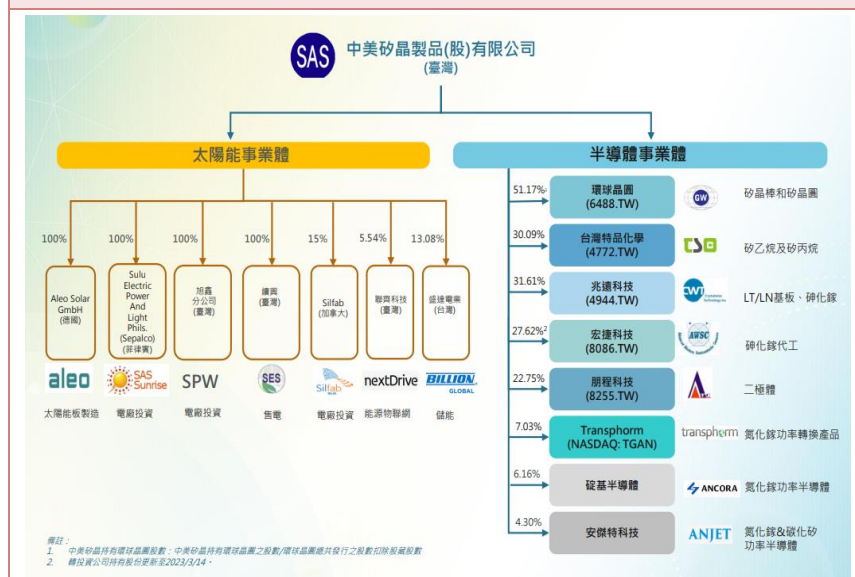 SAS
中美矽晶製品(股)有限公司
(臺灣)
太陽能事業體
半導體事業體
100%
100%
100%
100%
15%
5.54%
13.08%
Aleo Solar
GmbH
(德國)
Sulu
Electric
Power
And
Light
Phils.
(Sepalco)
(菲律賓)
旭鑫
分公司
(臺灣)
續興
(臺灣)
Silfab
(加拿大)
聯齊科技
(臺灣)
盛達電業
(台灣)
aleo
SAS
Sunrise
SPW
SES
Silfab
nextDrive
BILLION
GLOBAL
太陽能板製造
電廠投資
電廠投資
售電
電廠投資
能源物聯網
儲能
51.17%¹
環球晶圓
(6488.TW)
GW
矽晶棒和矽晶圓
30.09%
台灣特品化學
(4772.TW)
矽乙烷及矽丙烷
31.61%
兆遠科技
(4944.TW)
CWT
LT/LN基板、砷化鎵
27.62%²
宏捷科技
(8086.TW)
AWSC
砷化鎵代工
22.75%
朋程科技
(8255.TW)
二極體
7.03%
Transphorm
(NASDAQ: TGAN)
transphorm
氮化鎵功率轉換產品
6.16%
碇基半導體
ANCORA
氮化鎵功率半導體
4.30%
安傑特科技
ANJET
氮化鎵&碳化矽
功率半導體
備註：
1. 中美矽晶持有環球晶圓股數：中美矽晶持有環球晶圓之股數/環球晶圓總共發行之股數扣除股藏股數
2. 轉投資公司持有股份更新至2023/3/14。